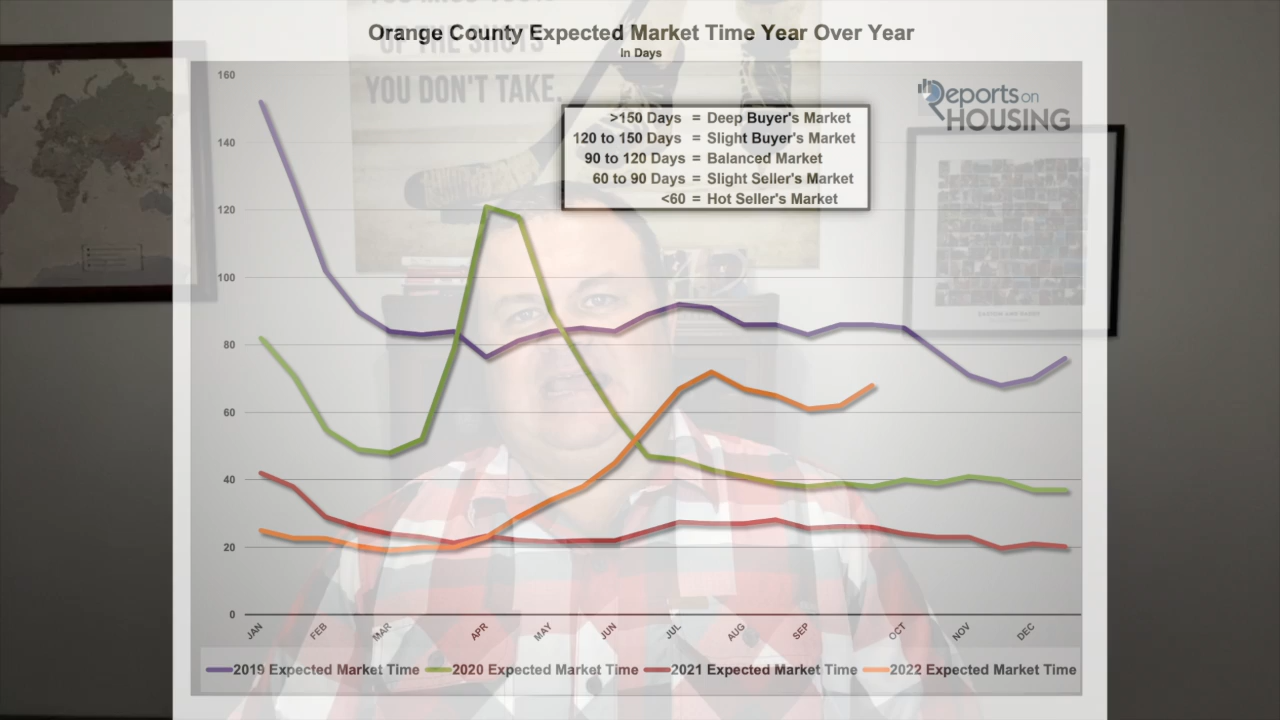 Orange County Expected Market Time Year Over Year
In Days
OF THE SHOTS
YOU DON'T TAKE.
Reports on
HOUSING
>150 Days = Deep Buyer's Market
120 to 150 Days = Slight Buyer's Market
90 to 120 Days = Balanced Market
60 to 90 Days = Slight Seller's Market
<60 = Hot Seller's Market
160
140
120
100
80
60
40
20
0
JAN FEB MAR APR MAY JUN JUL AUG SEP OCT NOV DEC
2019 Expected Market Time 2020 Expected Market Time 2021 Expected Market Time 2022 Expected Market Time